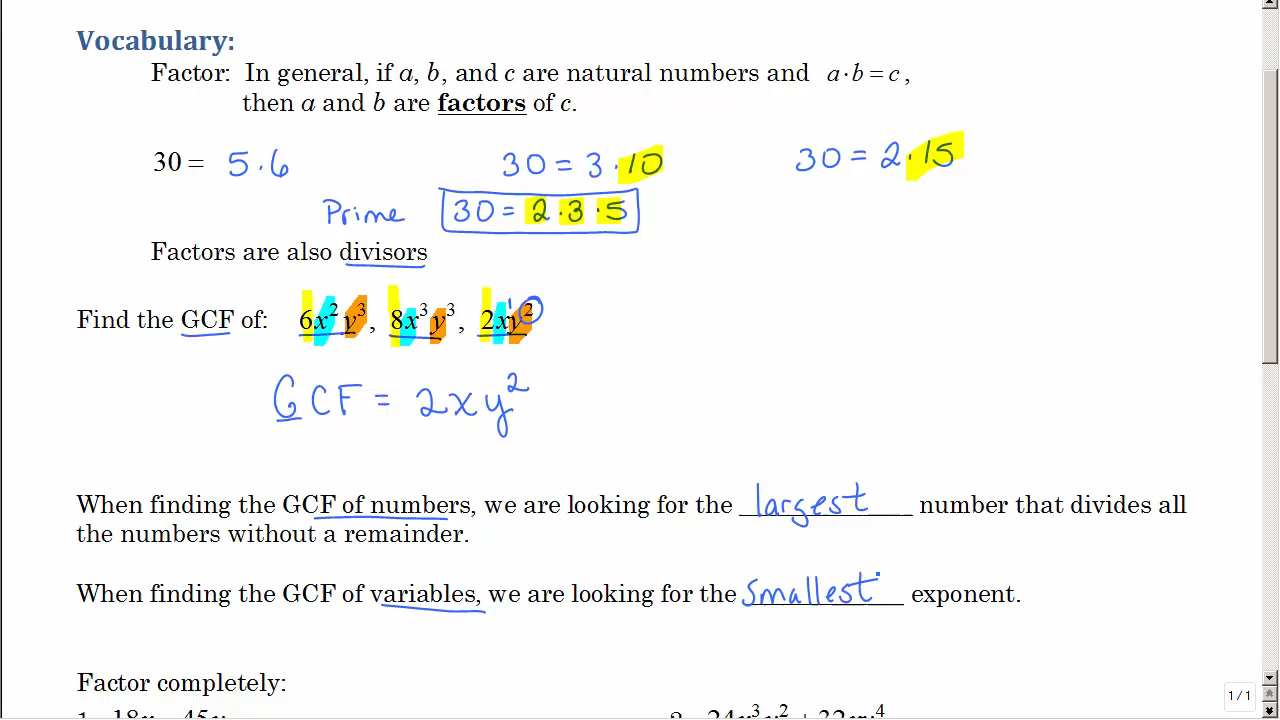 Vocabulary:
Factor: In general, if a, b, and c are natural numbers and a·b = c,
then a and b are factors of c.
30 = 5·6 30 = 3·10 30 = 2·15
Prime 30 = 2·3·5
Factors are also divisors
Find the GCF of: 6x²y³, 8x³y³, 2x¹y²
GCF = 2xy²
When finding the GCF of numbers, we are looking for the largest number that divides all
the numbers without a remainder.
When finding the GCF of variables, we are looking for the smallest exponent.
Factor completely:
1/1